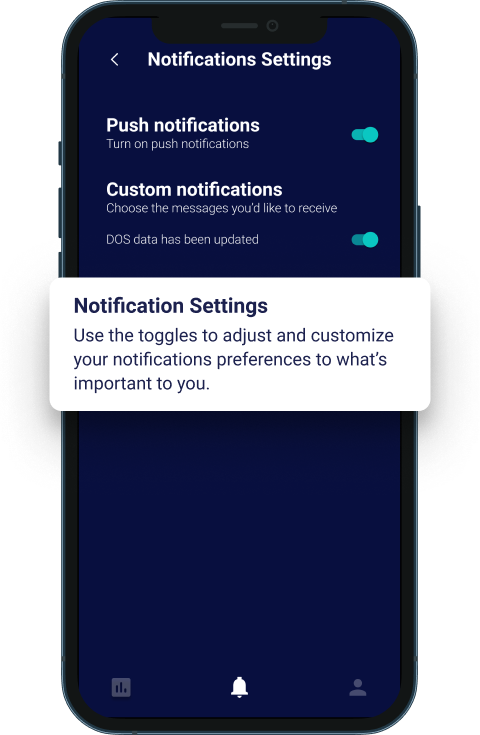 Notifications Settings
Push notifications
Turn on push notifications
Custom notifications
Choose the messages you'd like to receive
DOS data has been updated
Notification Settings
Use the toggles to adjust and customize
your notifications preferences to what's
important to you.